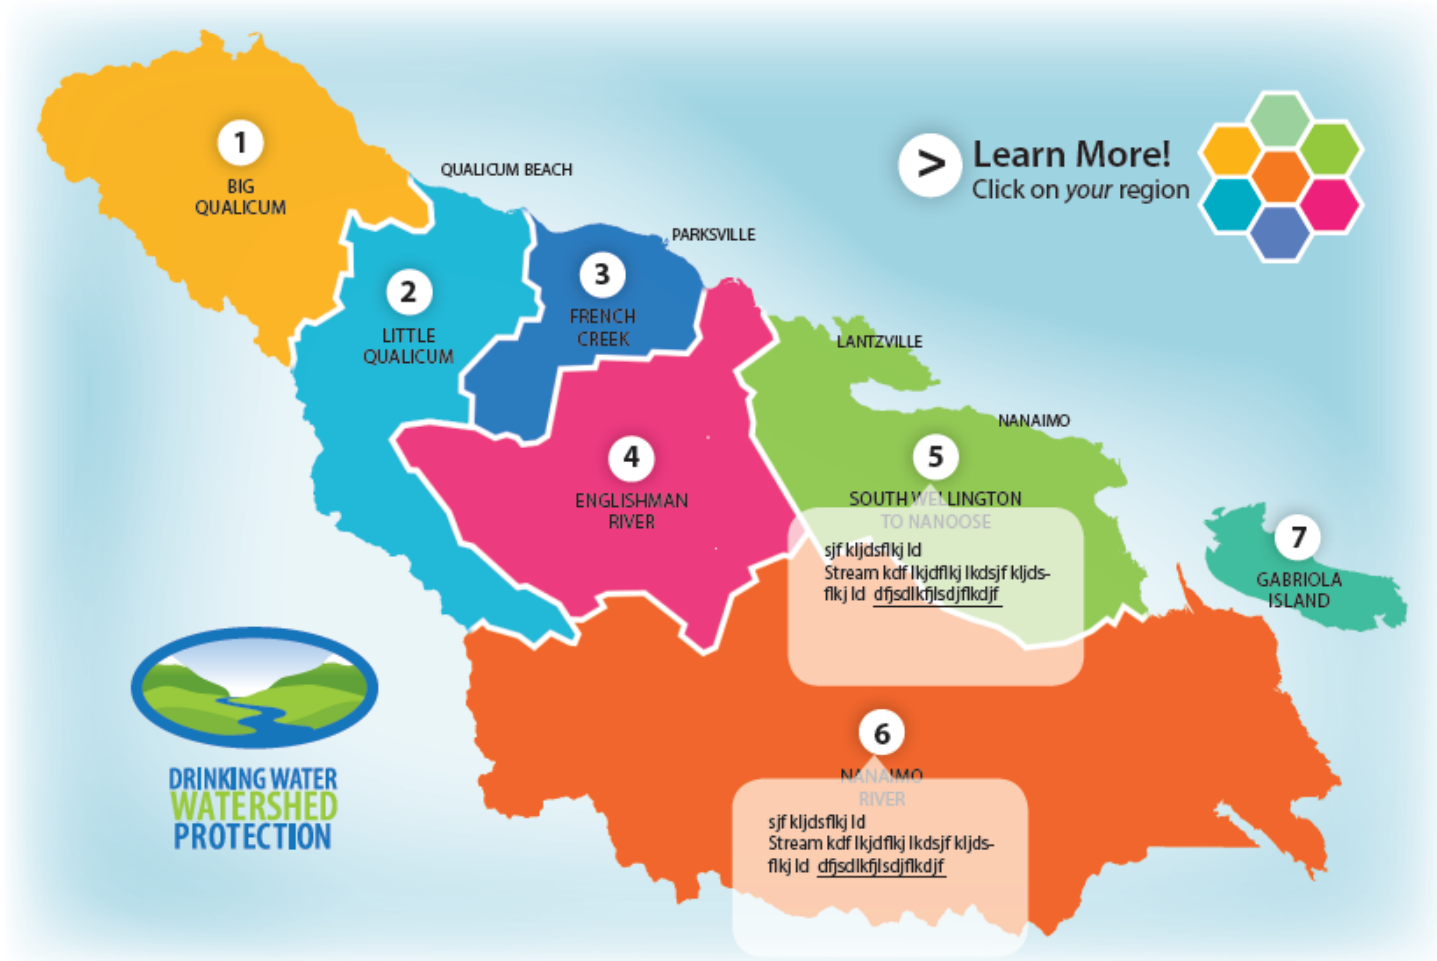 1
BIG
QUALICUM
QUALICUM BEACH
> Learn More!
Click on your region
2
LITTLE
QUALICUM
3
FRENCH
CREEK
PARKSVILLE
LANTZVILLE
NANAIMO
4
ENGLISHMAN
RIVER
5
SOUTH WELLINGTON
TO NANOOSE
sjf kljdsflkj ld
Stream kdf lkjdflkj lkdsjf kljds-
flkj ld dfjsdlkfjlsdjflkdjf
7
GABRIOLA
ISLAND
6
NANAIMO
RIVER
sjf kljdsflkj ld
Stream kdf lkjdflkj lkdsjf kljds-
flkj ld dfjsdlkfjlsdjflkdjf
DRINKING WATER
WATERSHED
PROTECTION